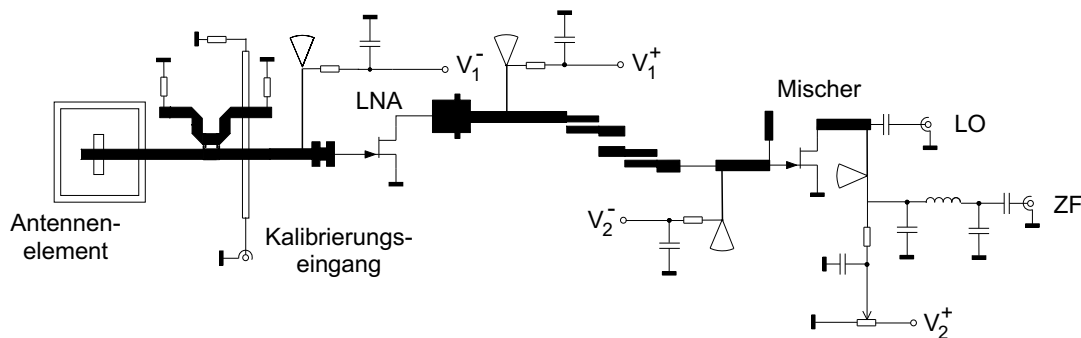 V₁⁻
V₁⁺
LNA
Mischer
LO
Antennen-
element
Kalibrierungs-
eingang
V₂⁻
ZF
V₂⁺